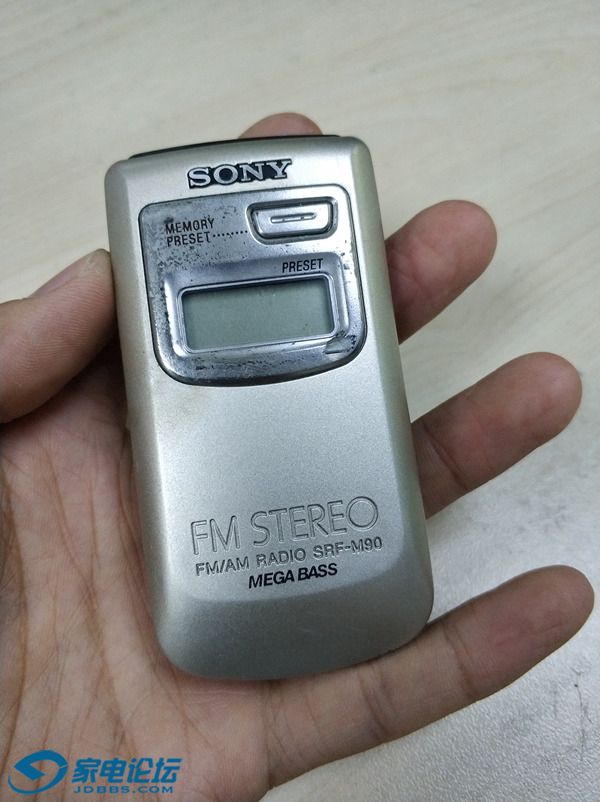 SONY
MEMORY
PRESET········
PRESET
FM STEREO
FM/AM RADIO SRF-M90
MEGA BASS
家电论坛
JDBBS.COM